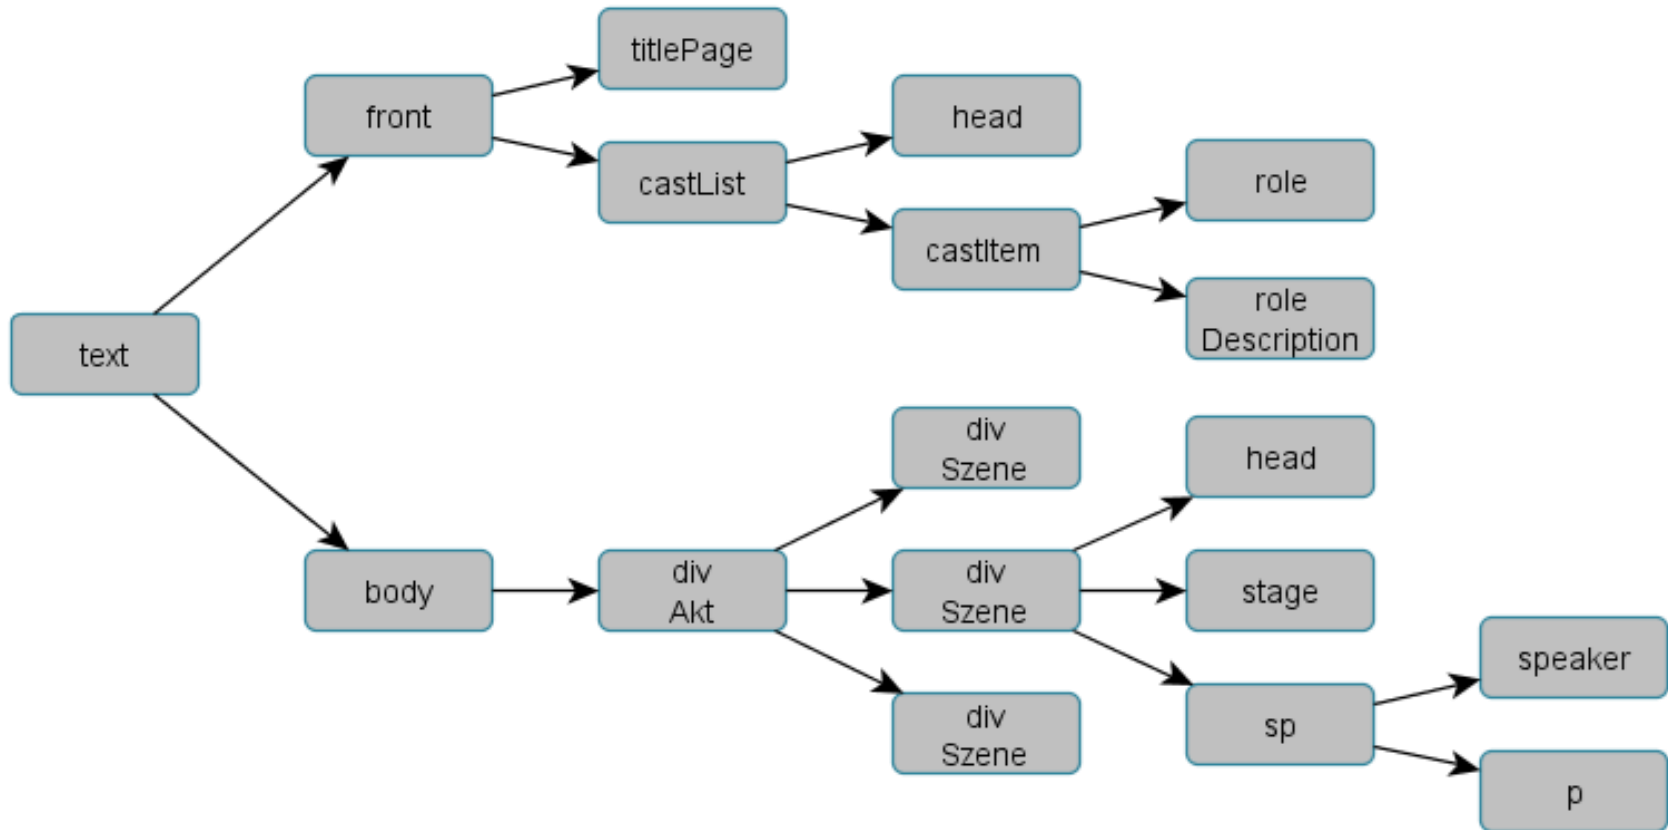 titlePage
front
head
castList
role
castItem
role
Description
text
div
Szene
head
body
div
Akt
div
Szene
stage
speaker
div
Szene
sp
p